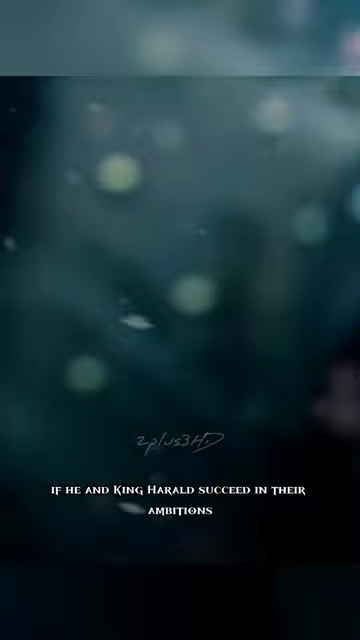 2plus3HD
if he and King Harald succeed in their
ambitions